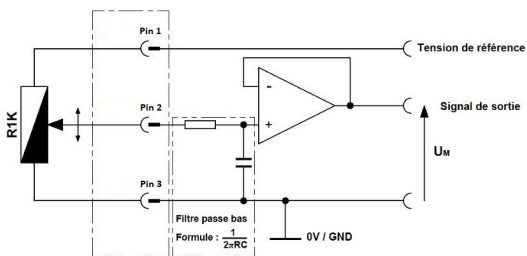 Pin 1
Tension de référence
R1K
Pin 2
-
+
Signal de sortie
UM
Pin 3
Filtre passe bas
Formule : 1
2πRC
0V / GND